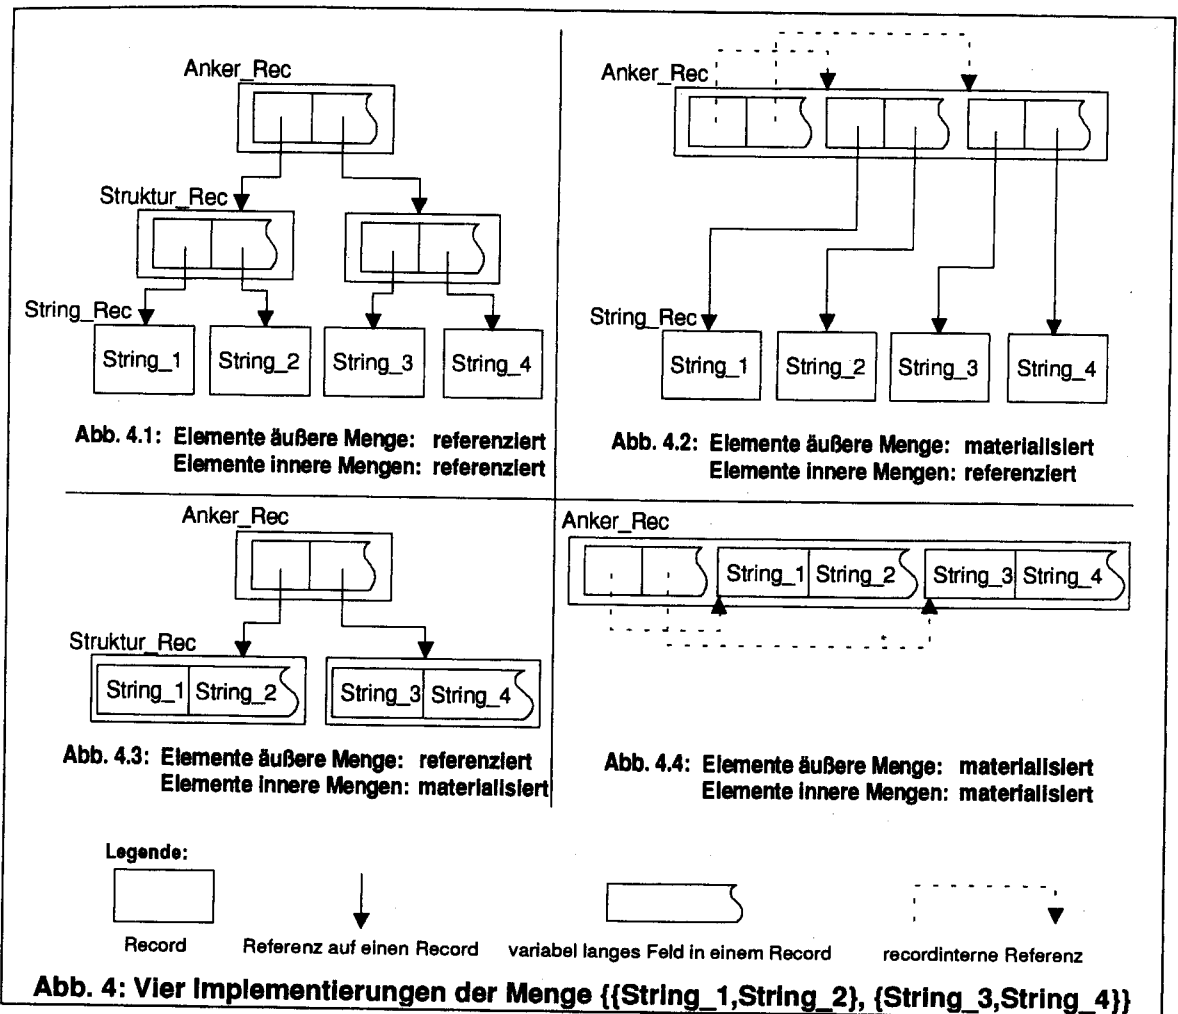 Anker_Rec
Struktur_Rec
String_Rec
String_1 String_2 String_3 String_4
Abb. 4.1: Elemente äußere Menge: referenziert
Elemente innere Mengen: referenziert
Anker_Rec
String_Rec
String_1 String_2 String_3 String_4
Abb. 4.2: Elemente äußere Menge: materialisiert
Elemente innere Mengen: referenziert
Anker_Rec
Struktur_Rec
String_1 String_2 String_3 String_4
Abb. 4.3: Elemente äußere Menge: referenziert
Elemente innere Mengen: materialisiert
Anker_Rec
String_1 String_2 String_3 String_4
Abb. 4.4: Elemente äußere Menge: materialisiert
Elemente innere Mengen: materialisiert
Legende:
Record Referenz auf einen Record variabel langes Feld in einem Record recordinterne Referenz
Abb. 4: Vier Implementierungen der Menge {{String_1,String_2}, {String_3,String_4}}